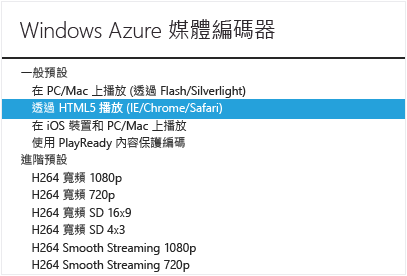 Windows Azure 媒體編碼器
一般預設
在 PC/Mac 上播放 (透過 Flash/Silverlight)
透過 HTML5 播放 (IE/Chrome/Safari)
在 iOS 裝置和 PC/Mac 上播放
使用 PlayReady 內容保護編碼
進階預設
H264 寬頻 1080p
H264 寬頻 720p
H264 寬頻 SD 16x9
H264 寬頻 SD 4x3
H264 Smooth Streaming 1080p
H264 Smooth Streaming 720p